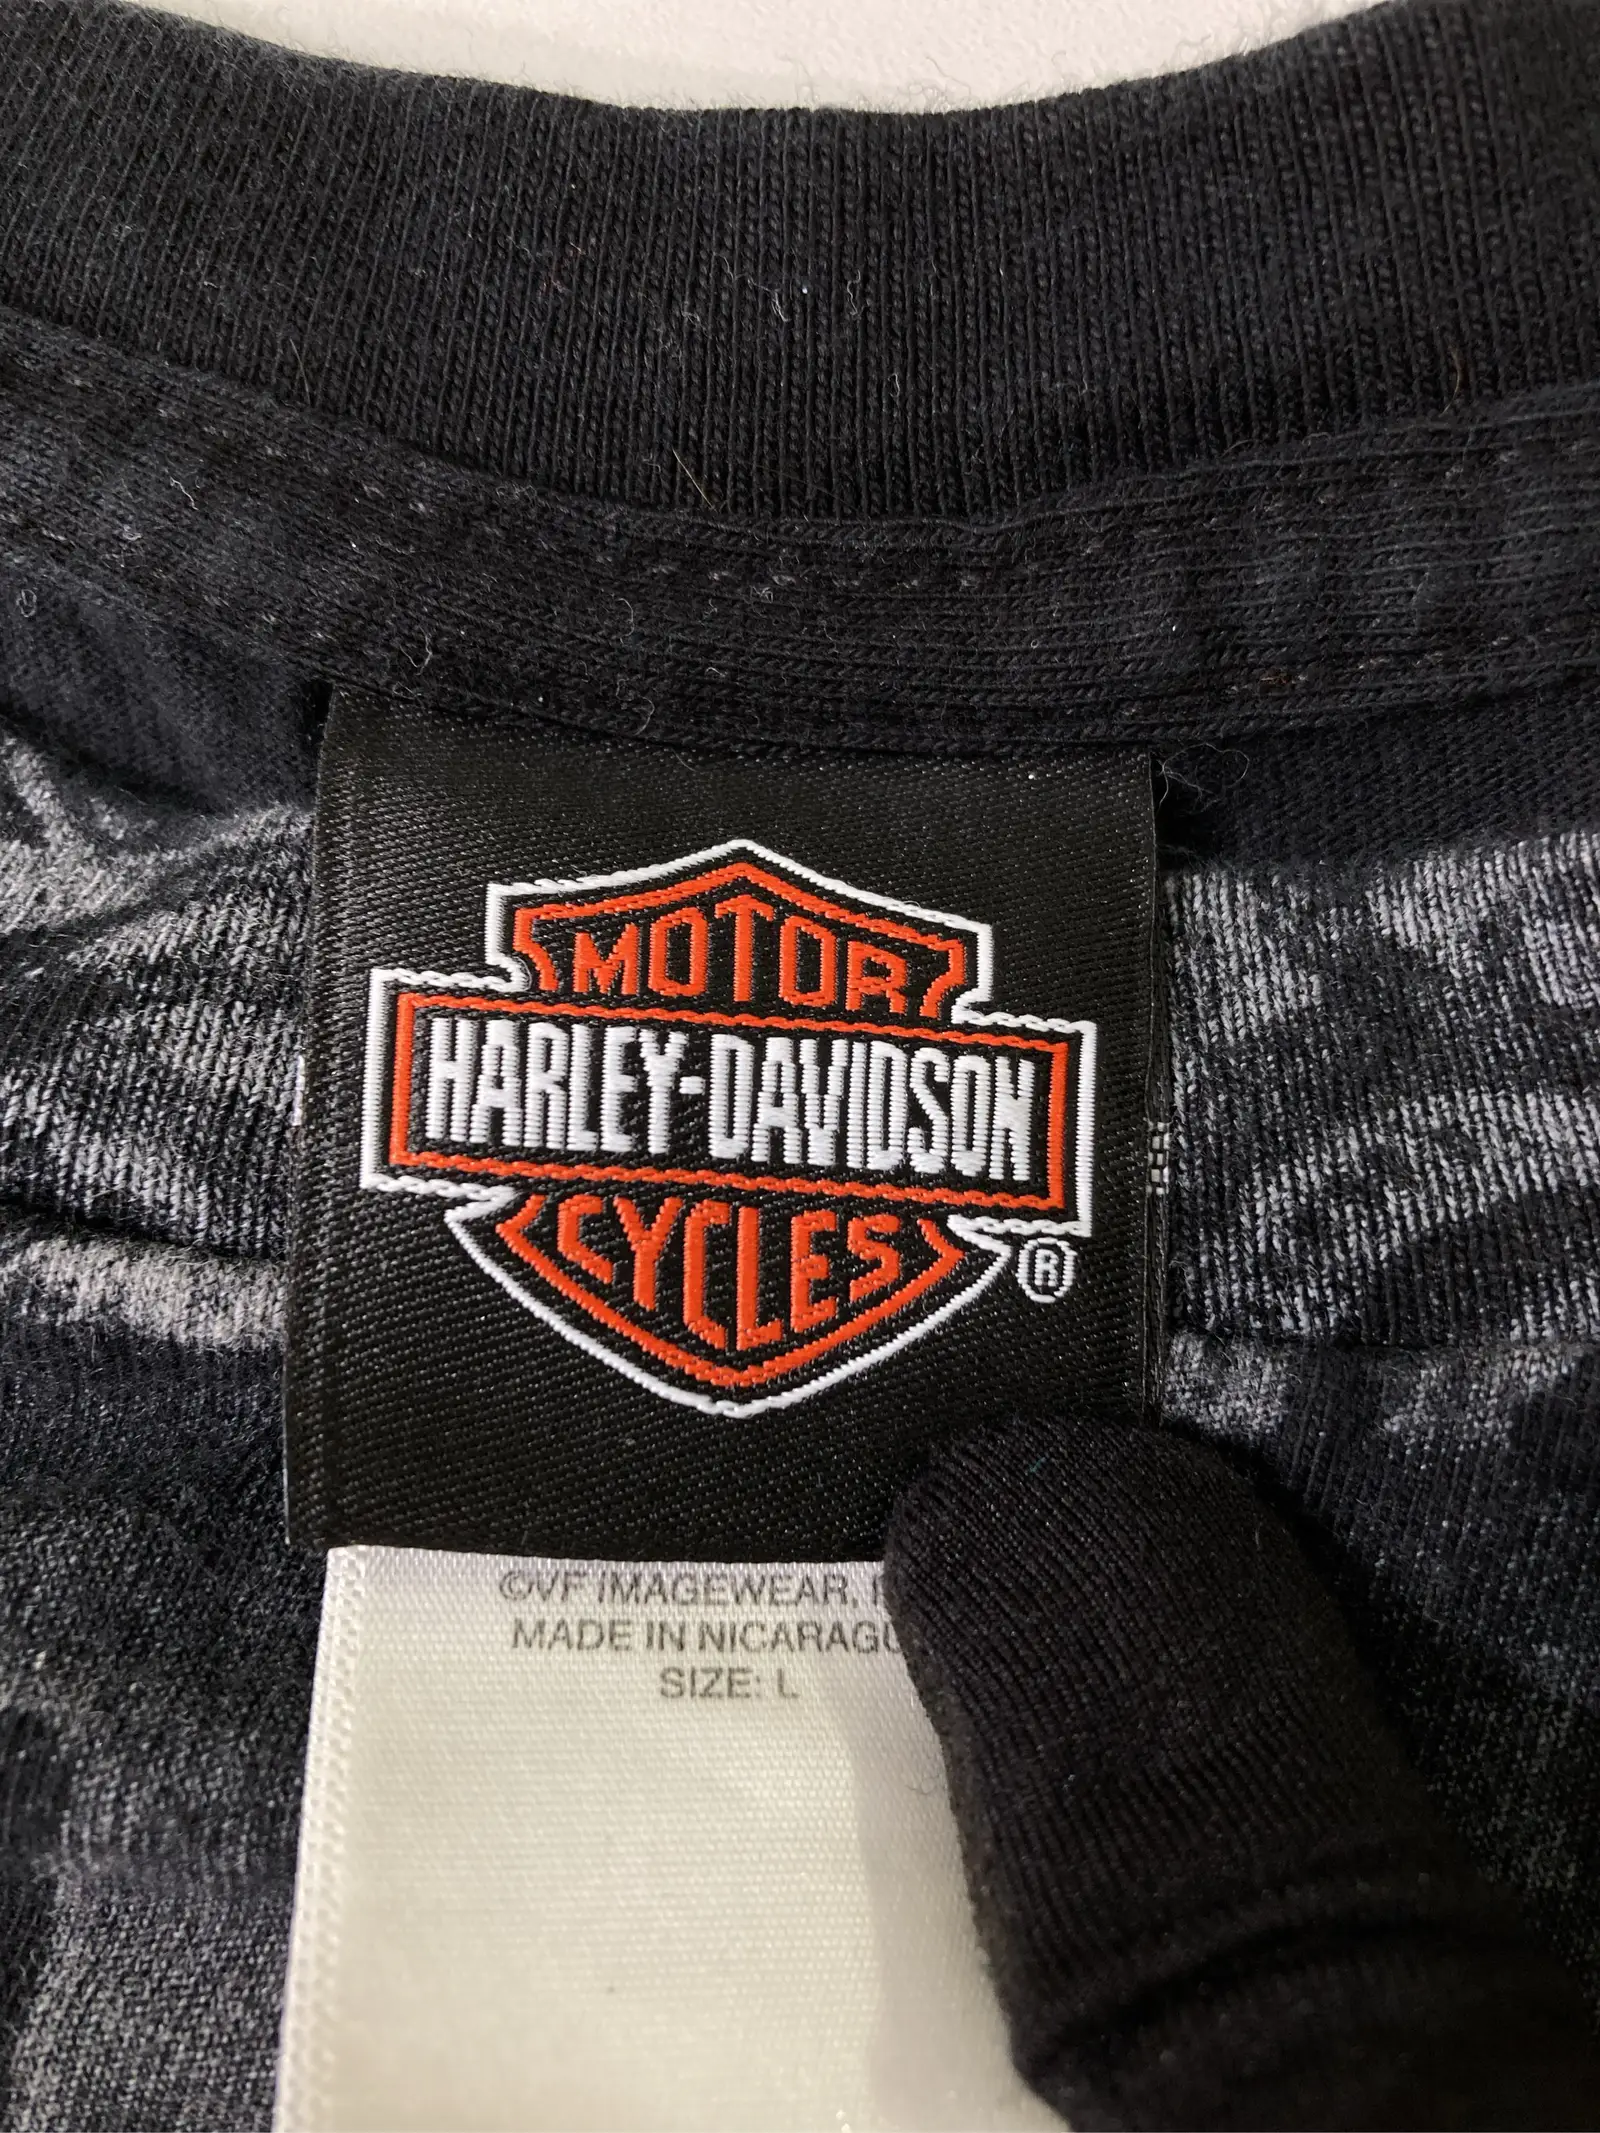 MOTOR
HARLEY-DAVIDSON
CYCLES
®
©VF IMAGEWEAR,
MADE IN NICARAGU
SIZE: L